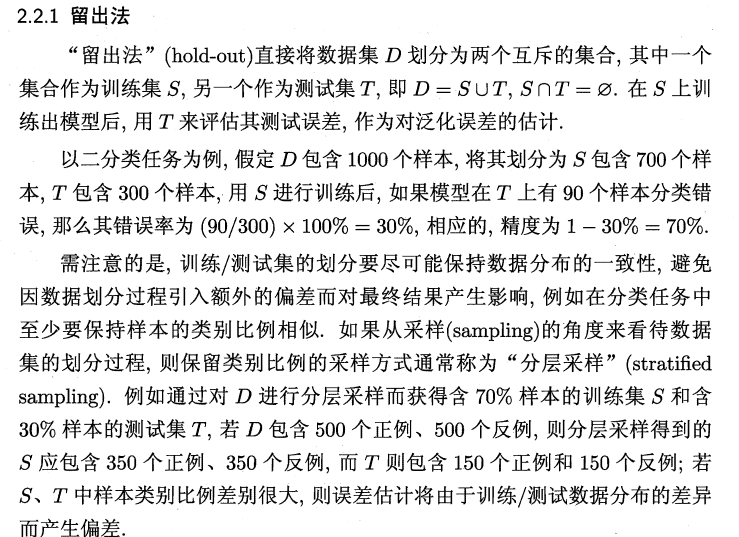 2.2.1 留出法
“留出法” (hold-out)直接将数据集 D 划分为两个互斥的集合, 其中一个
集合作为训练集 S, 另一个作为测试集 T, 即 D = S∪T, S∩T = ∅. 在 S 上训
练出模型后, 用 T 来评估其测试误差, 作为对泛化误差的估计.
以二分类任务为例, 假定 D 包含 1000 个样本, 将其划分为 S 包含 700 个样
本, T 包含 300 个样本, 用 S 进行训练后, 如果模型在 T 上有 90 个样本分类错
误, 那么其错误率为 (90/300) × 100% = 30%, 相应的, 精度为 1 − 30% = 70%.
需注意的是, 训练/测试集的划分要尽可能保持数据分布的一致性, 避免
因数据划分过程引入额外的偏差而对最终结果产生影响, 例如在分类任务中
至少要保持样本的类别比例相似. 如果从采样(sampling)的角度来看待数据
集的划分过程, 则保留类别比例的采样方式通常称为 “分层采样” (stratified
sampling). 例如通过对 D 进行分层采样而获得含 70% 样本的训练集 S 和含
30% 样本的测试集 T, 若 D 包含 500 个正例、500 个反例, 则分层采样得到的
S 应包含 350 个正例、350 个反例, 而 T 则包含 150 个正例和 150 个反例; 若
S、T 中样本类别比例差别很大, 则误差估计将由于训练/测试数据分布的差异
而产生偏差.